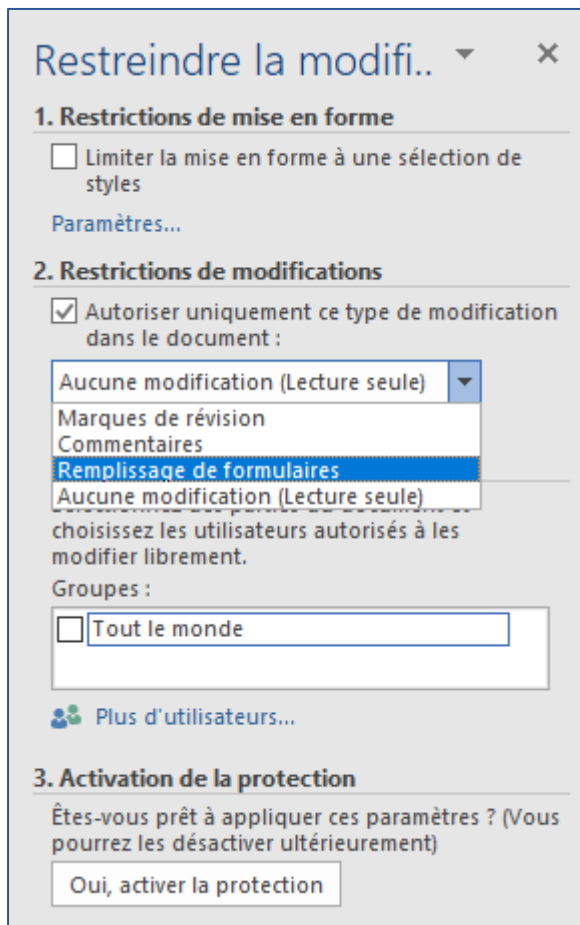 Restreindre la modifi..
1. Restrictions de mise en forme
Limiter la mise en forme à une sélection de
styles
Paramètres...
2. Restrictions de modifications
Autoriser uniquement ce type de modification
dans le document :
Aucune modification (Lecture seule)
Marques de révision
Commentaires
Remplissage de formulaires
Aucune modification (Lecture seule)
choisissez les utilisateurs autorisés à les
modifier librement.
Groupes :
Tout le monde
Plus d'utilisateurs...
3. Activation de la protection
Êtes-vous prêt à appliquer ces paramètres ? (Vous
pourrez les désactiver ultérieurement)
Oui, activer la protection